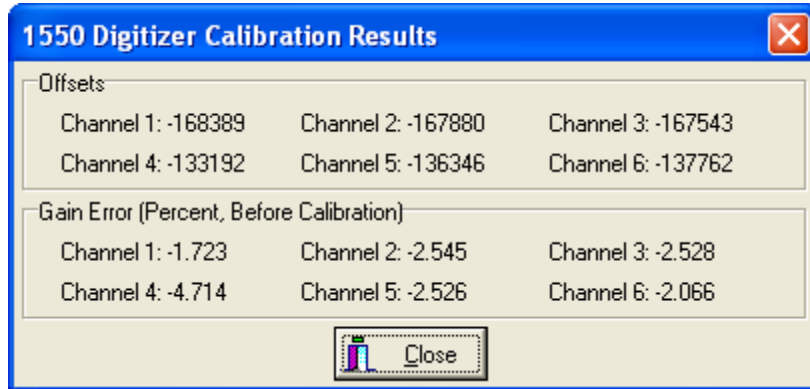 1550 Digitizer Calibration Results
Offsets
Channel 1: -168389 Channel 2: -167880 Channel 3: -167543
Channel 4: -133192 Channel 5: -136346 Channel 6: -137762
Gain Error (Percent, Before Calibration)
Channel 1: -1.723 Channel 2: -2.545 Channel 3: -2.528
Channel 4: -4.714 Channel 5: -2.526 Channel 6: -2.066
Close